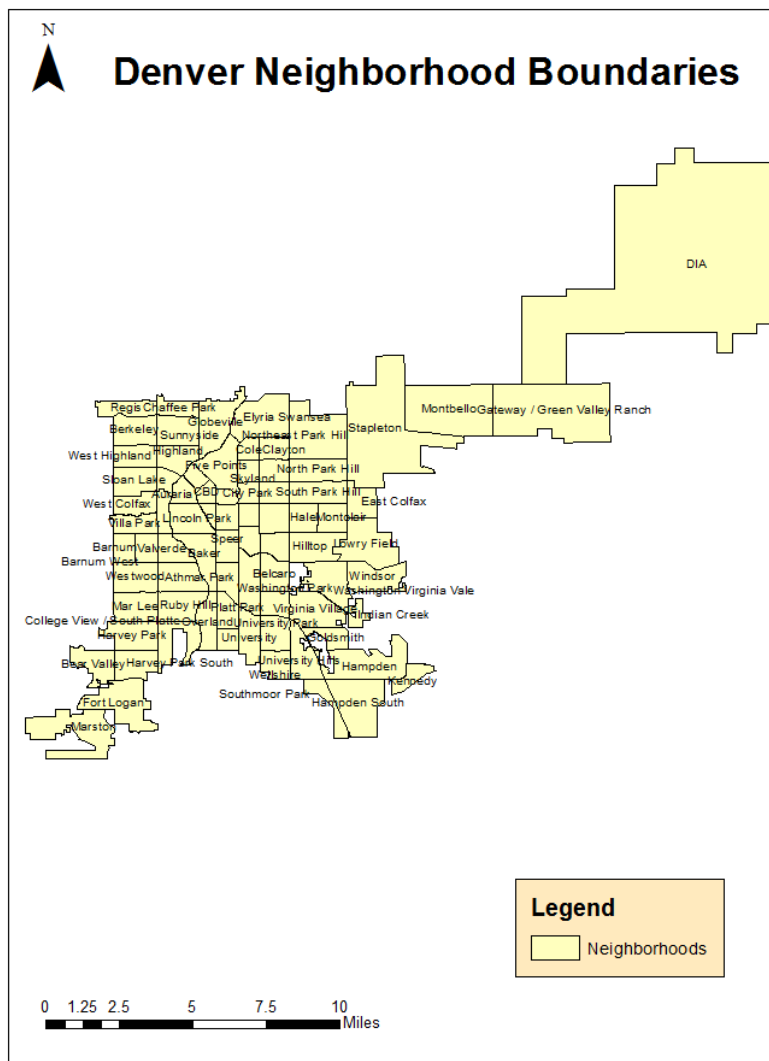 N
Denver Neighborhood Boundaries
DIA
Regis
Chaffee Park
Globeville
Elyria Swansea
Montbello
Gateway / Green Valley Ranch
Berkeley
Sunnyside
Northeast Park Hill
Stapleton
West Highland
Highland
Cole
Clayton
Five Points
North Park Hill
Sloan Lake
Skyland
Auraria
CBD
City Park
South Park Hill
West Colfax
East Colfax
Villa Park
Lincoln Park
Hale
Montclair
Barnum
Valverde
Baker
Speer
Hilltop
Lowry Field
Barnum West
Westwood
Athmar Park
Belcaro
Windsor
Washington Park
Washington Virginia Vale
Mar Lee
Ruby Hill
Platt Park
Virginia Village
Indian Creek
College View / South Platte
Overland
University Park
Harvey Park
University
Goldsmith
Bear Valley
Harvey Park South
University Hills
Hampden
Wellshire
Kennedy
Southmoor Park
Fort Logan
Hampden South
Marston
Legend
Neighborhoods
0 1.25 2.5 5 7.5 10
Miles